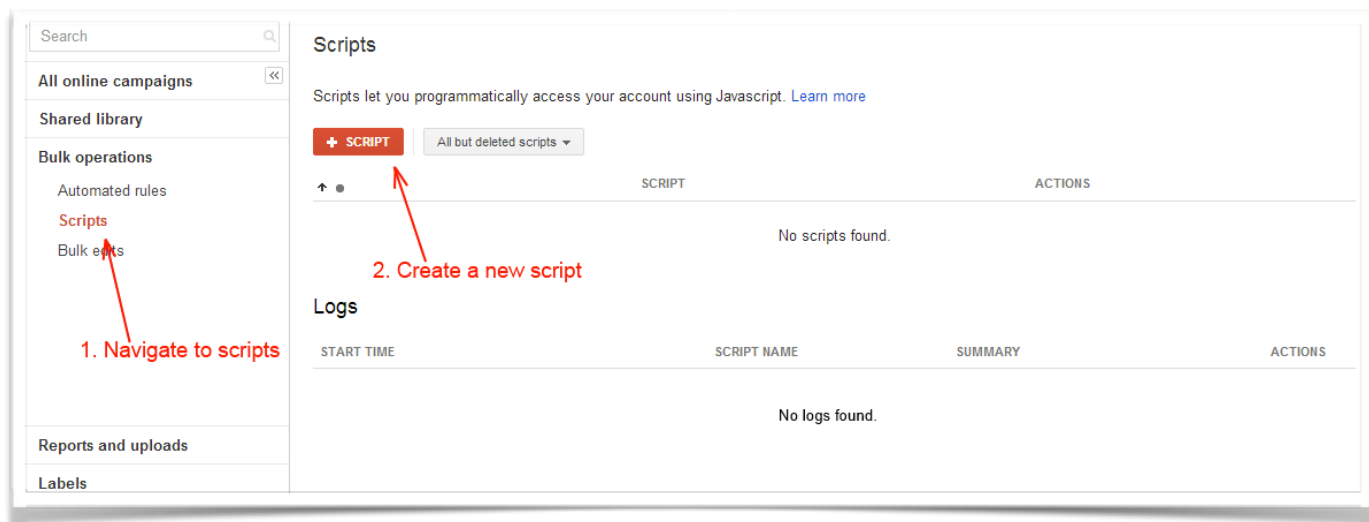 Search
All online campaigns
Shared library
Bulk operations
Automated rules
Scripts
Bulk edits
1. Navigate to scripts
Reports and uploads
Labels
Scripts
Scripts let you programmatically access your account using Javascript. Learn more
+ SCRIPT All but deleted scripts
SCRIPT ACTIONS
No scripts found.
2. Create a new script
Logs
START TIME SCRIPT NAME SUMMARY ACTIONS
No logs found.